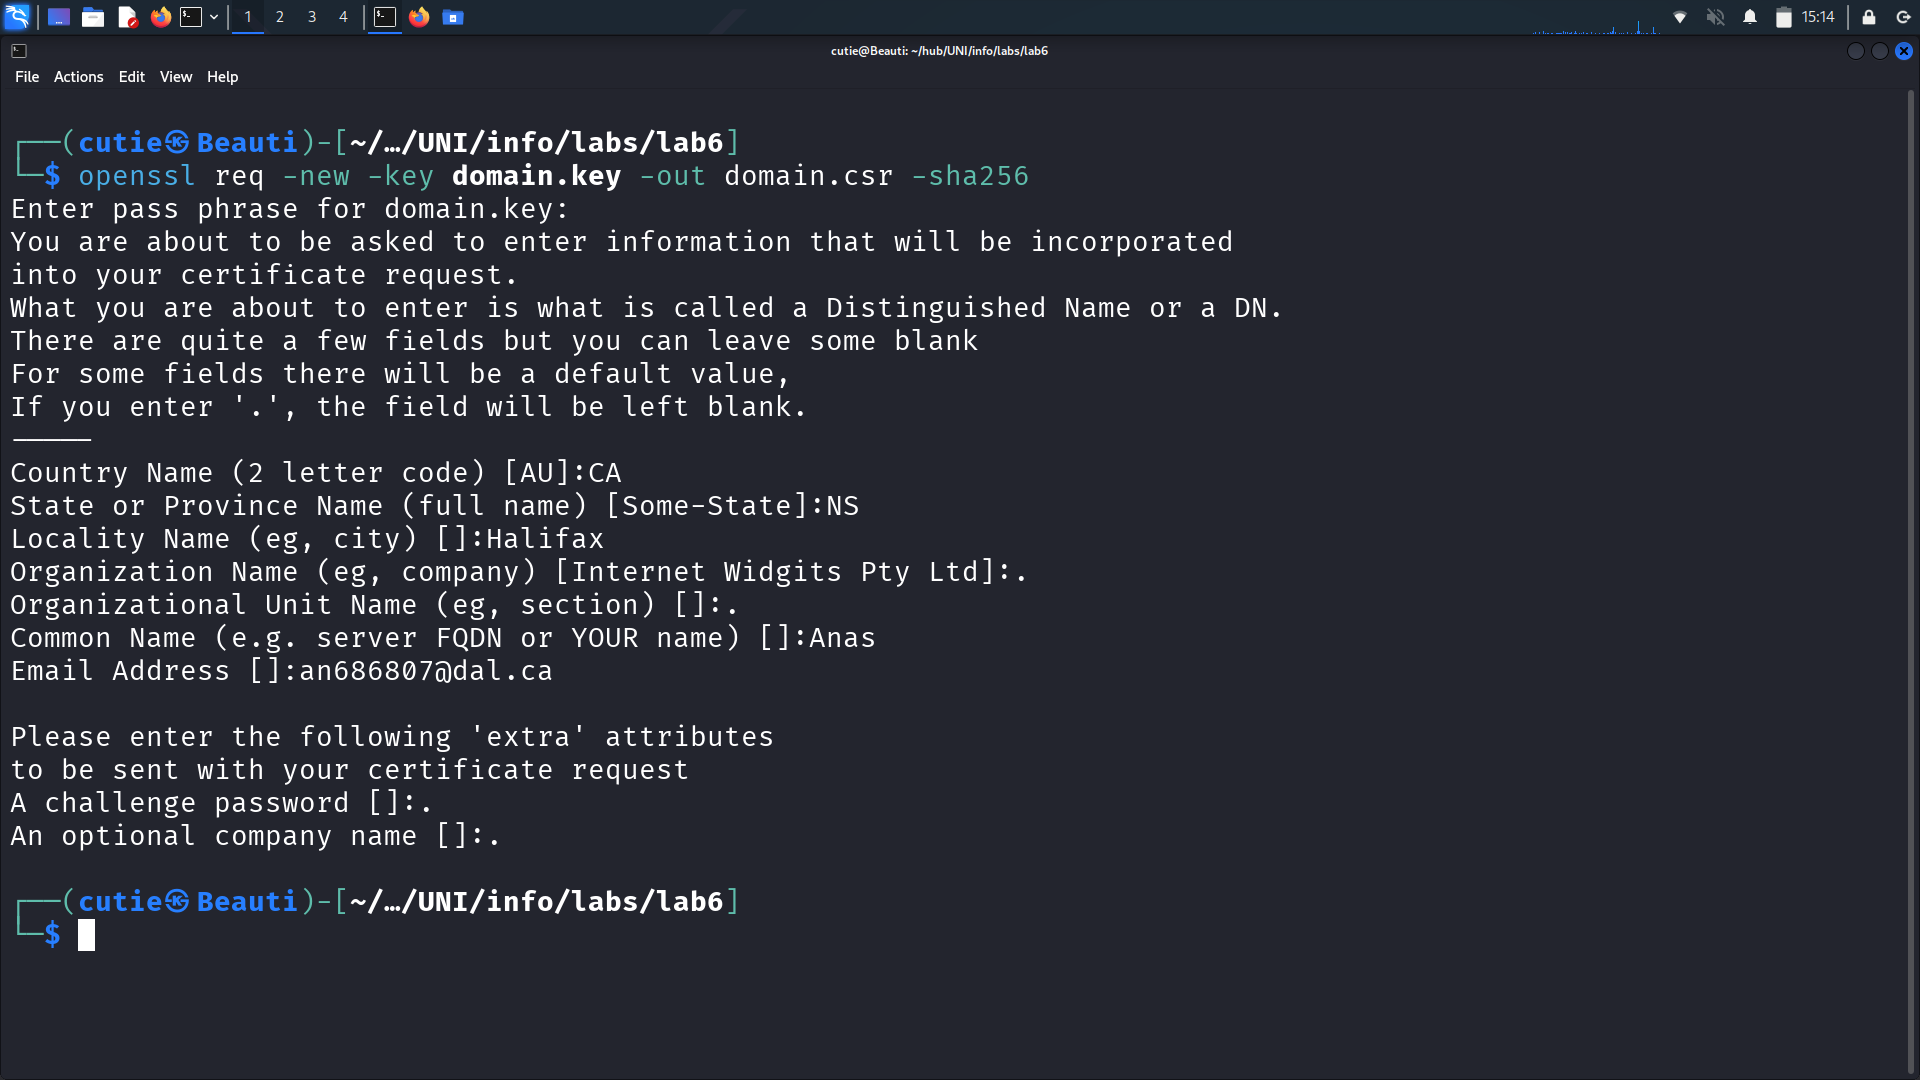 1 2 3 4 15:14
cutie@Beauti: ~/hub/UNI/info/labs/lab6
File Actions Edit View Help
┌──(cutie㉿Beauti)-[~/…/UNI/info/labs/lab6]
└─$ openssl req -new -key domain.key -out domain.csr -sha256
Enter pass phrase for domain.key:
You are about to be asked to enter information that will be incorporated
into your certificate request.
What you are about to enter is what is called a Distinguished Name or a DN.
There are quite a few fields but you can leave some blank
For some fields there will be a default value,
If you enter '.', the field will be left blank.
-----
Country Name (2 letter code) [AU]:CA
State or Province Name (full name) [Some-State]:NS
Locality Name (eg, city) []:Halifax
Organization Name (eg, company) [Internet Widgits Pty Ltd]:.
Organizational Unit Name (eg, section) []:.
Common Name (e.g. server FQDN or YOUR name) []:Anas
Email Address []:an686807@dal.ca
Please enter the following 'extra' attributes
to be sent with your certificate request
A challenge password []:.
An optional company name []:.
┌──(cutie㉿Beauti)-[~/…/UNI/info/labs/lab6]
└─$